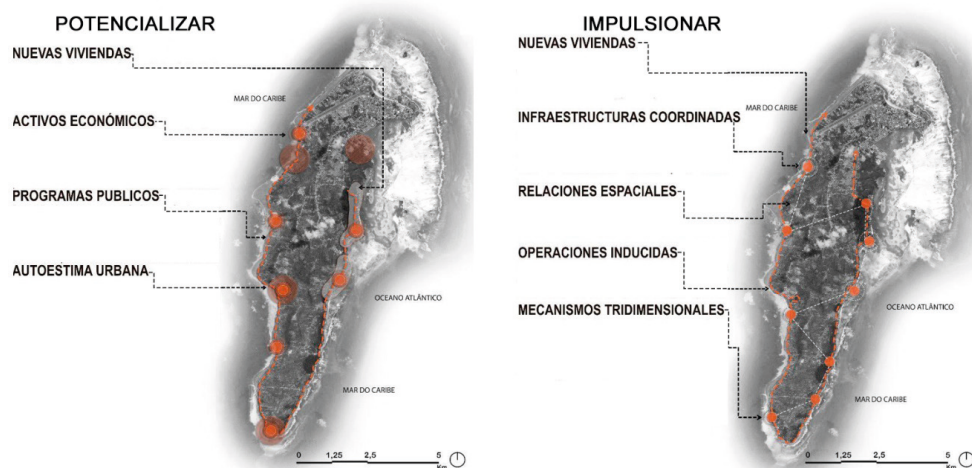 POTENCIALIZAR
NUEVAS VIVIENDAS
MAR DO CARIBE
ACTIVOS ECONÓMICOS
PROGRAMAS PUBLICOS
AUTOESTIMA URBANA
OCEANO ATLÂNTICO
MAR DO CARIBE
0 1,25 2,5 5
Km
IMPULSIONAR
NUEVAS VIVIENDAS
MAR DO CARIBE
INFRAESTRUCTURAS COORDINADAS
RELACIONES ESPACIALES
OPERACIONES INDUCIDAS
OCEANO ATLÂNTICO
MECANISMOS TRIDIMENSIONALES
MAR DO CARIBE
0 1,25 2,5 5
Km